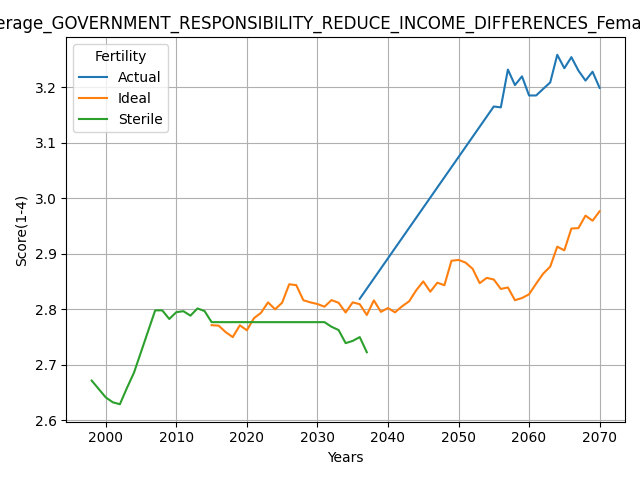 erage_GOVERNMENT_RESPONSIBILITY_REDUCE_INCOME_DIFFERENCES_Fema
Fertility
Actual
Ideal
Sterile
Score(1-4)
3.2
3.1
3.0
2.9
2.8
2.7
2.6
2000 2010 2020 2030 2040 2050 2060 2070
Years